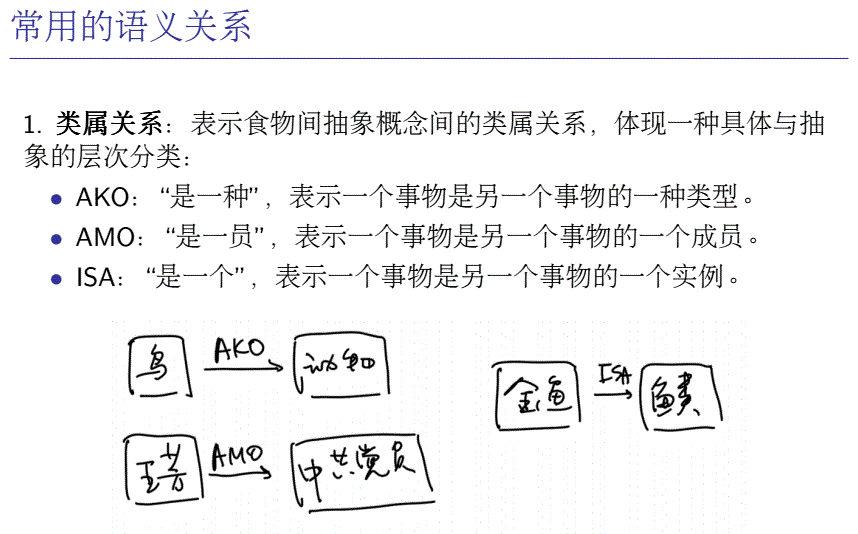 常用的语义关系
1. 类属关系：表示食物间抽象概念间的类属关系，体现一种具体与抽
象的层次分类：
• AKO：“是一种”，表示一个事物是另一个事物的一种类型。
• AMO：“是一员”，表示一个事物是另一个事物的一个成员。
• ISA：“是一个”，表示一个事物是另一个事物的一个实例。
鸟 AKO 动物
金鱼 ISA
AMO 中共党员